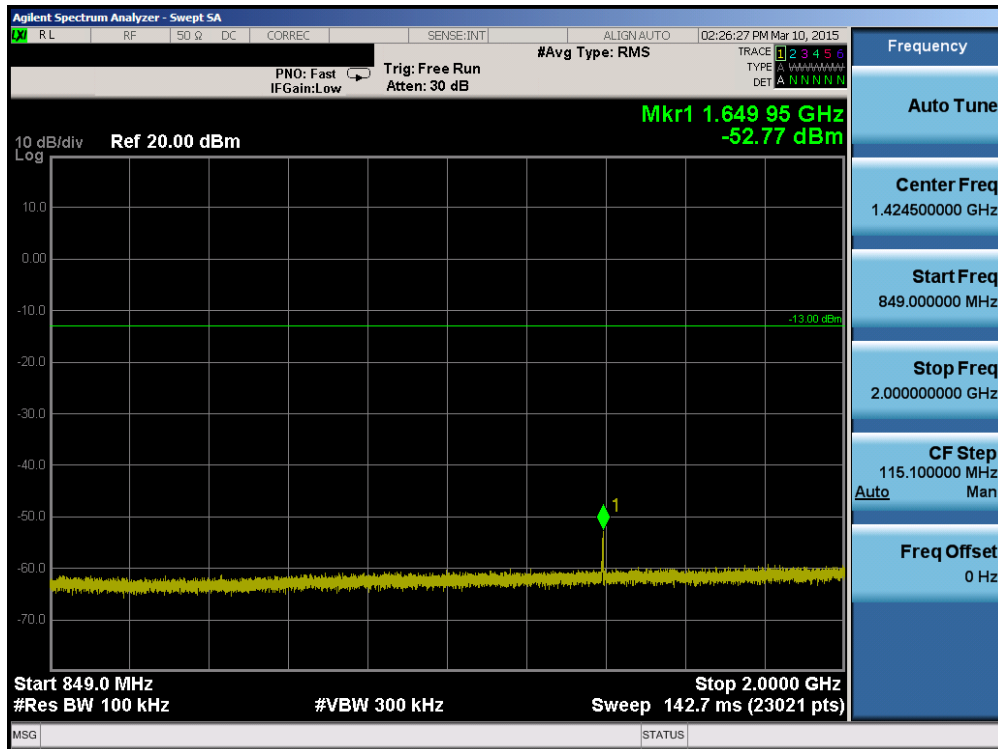 Agilent Spectrum Analyzer - Swept SA
LXI RL RF 50 Ω DC CORREC SENSE:INT ALIGN AUTO 02:26:27 PM Mar 10, 2015
#Avg Type: RMS TRACE 1 2 3 4 5 6
PNO: Fast Trig: Free Run TYPE A WWWWW
IFGain:Low Atten: 30 dB DET A N N N N N
Mkr1 1.649 95 GHz
-52.77 dBm
10 dB/div Ref 20.00 dBm
Log
10.0
0.00
-10.0
-13.00 dBm
-20.0
-30.0
-40.0
-50.0
1
-60.0
-70.0
Start 849.0 MHz Stop 2.0000 GHz
#Res BW 100 kHz #VBW 300 kHz Sweep 142.7 ms (23021 pts)
MSG STATUS
Frequency
Auto Tune
Center Freq
1.424500000 GHz
Start Freq
849.000000 MHz
Stop Freq
2.000000000 GHz
CF Step
115.100000 MHz
Auto Man
Freq Offset
0 Hz